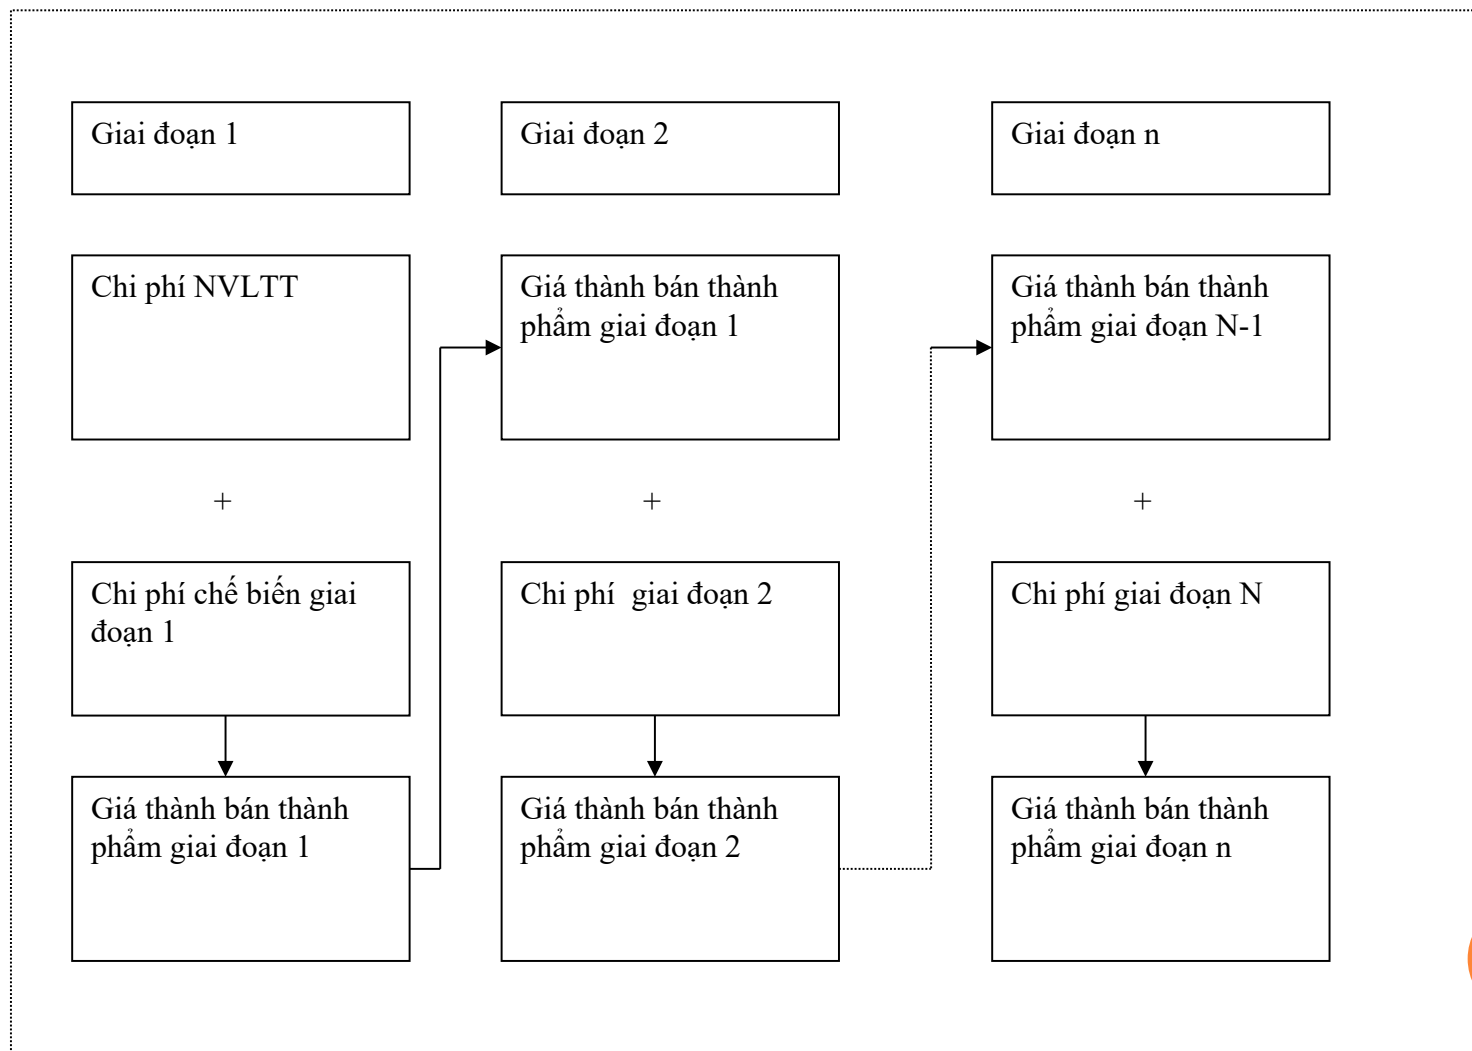 Giai đoạn 1
Giai đoạn 2
Giai đoạn n
Chi phí NVLTT
Giá thành bán thành
phẩm giai đoạn 1
Giá thành bán thành
phẩm giai đoạn N-1
+
+
+
Chi phí chế biến giai
đoạn 1
Chi phí  giai đoạn 2
Chi phí giai đoạn N
Giá thành bán thành
phẩm giai đoạn 1
Giá thành bán thành
phẩm giai đoạn 2
Giá thành bán thành
phẩm giai đoạn n